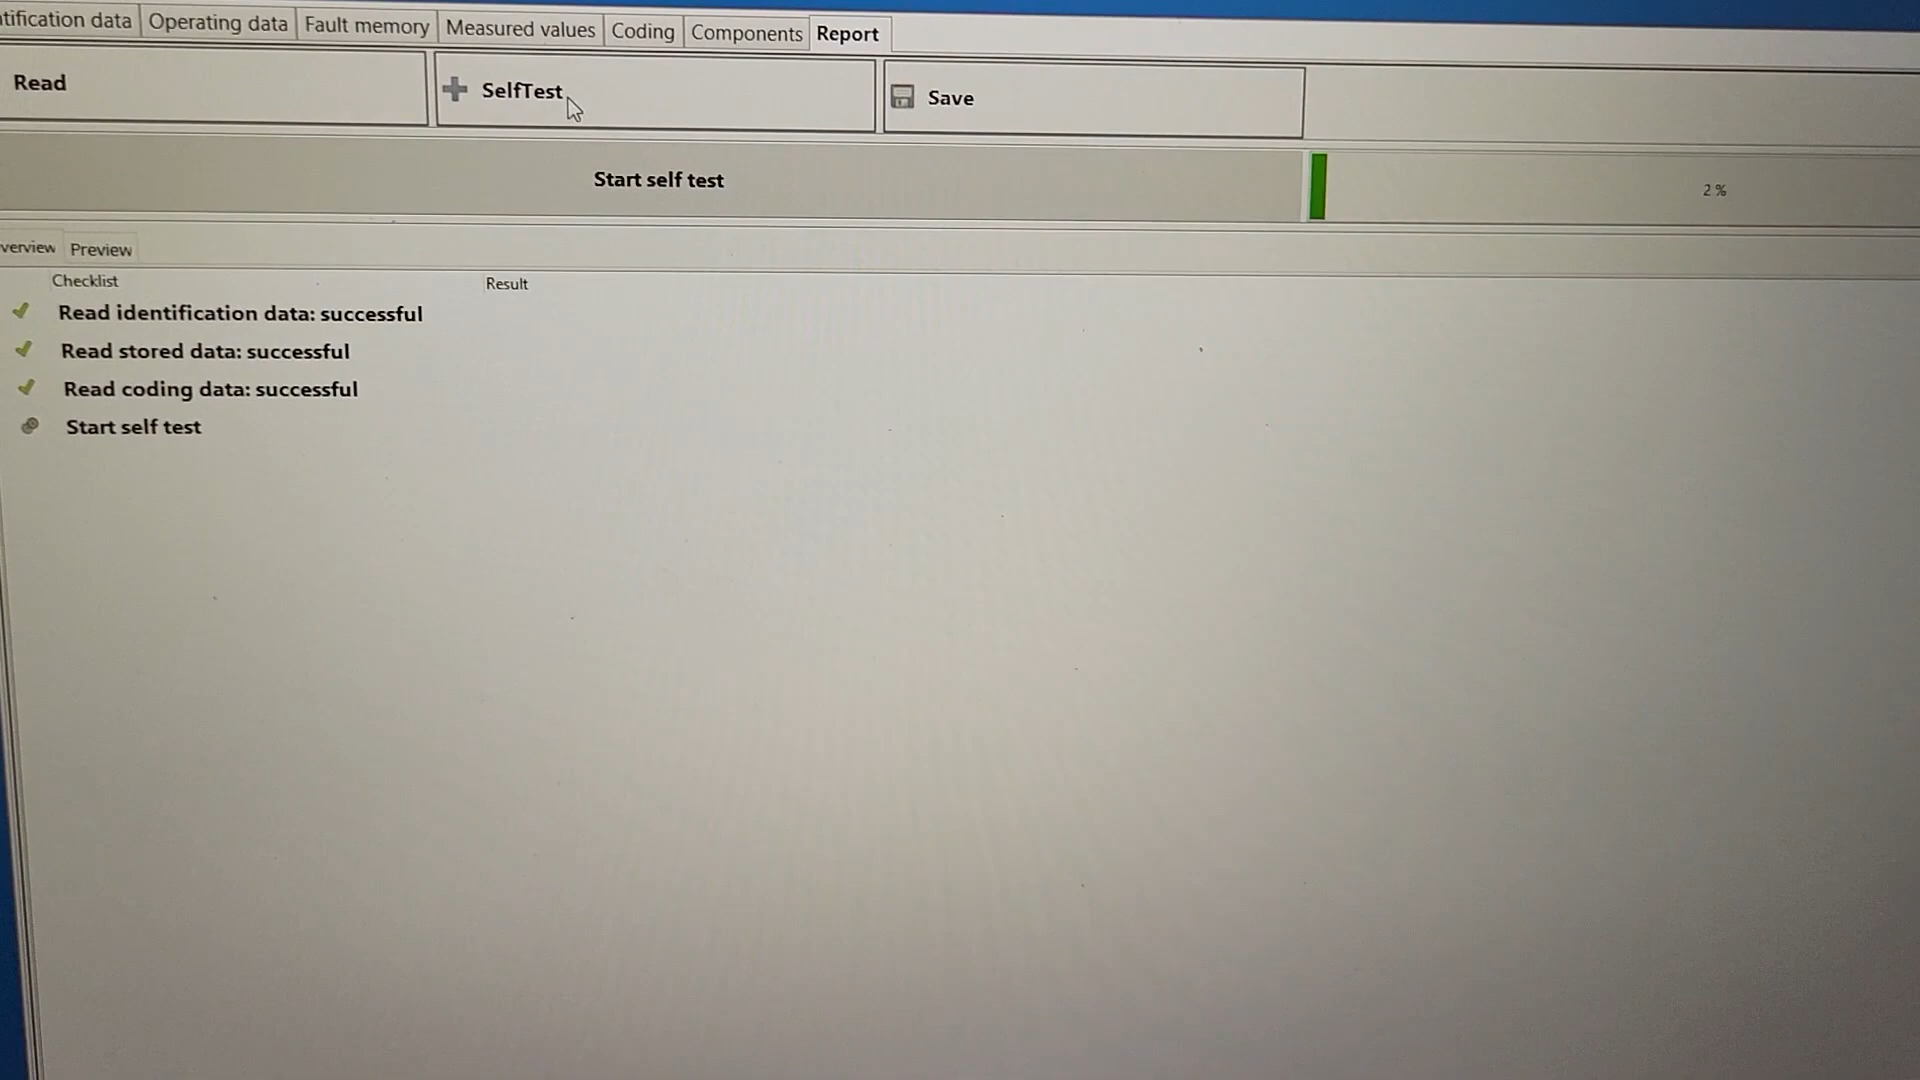 tification data Operating data Fault memory Measured values Coding Components Report
Read SelfTest Save
Start self test 2 %
verview Preview
Checklist Result
Read identification data: successful
Read stored data: successful
Read coding data: successful
Start self test